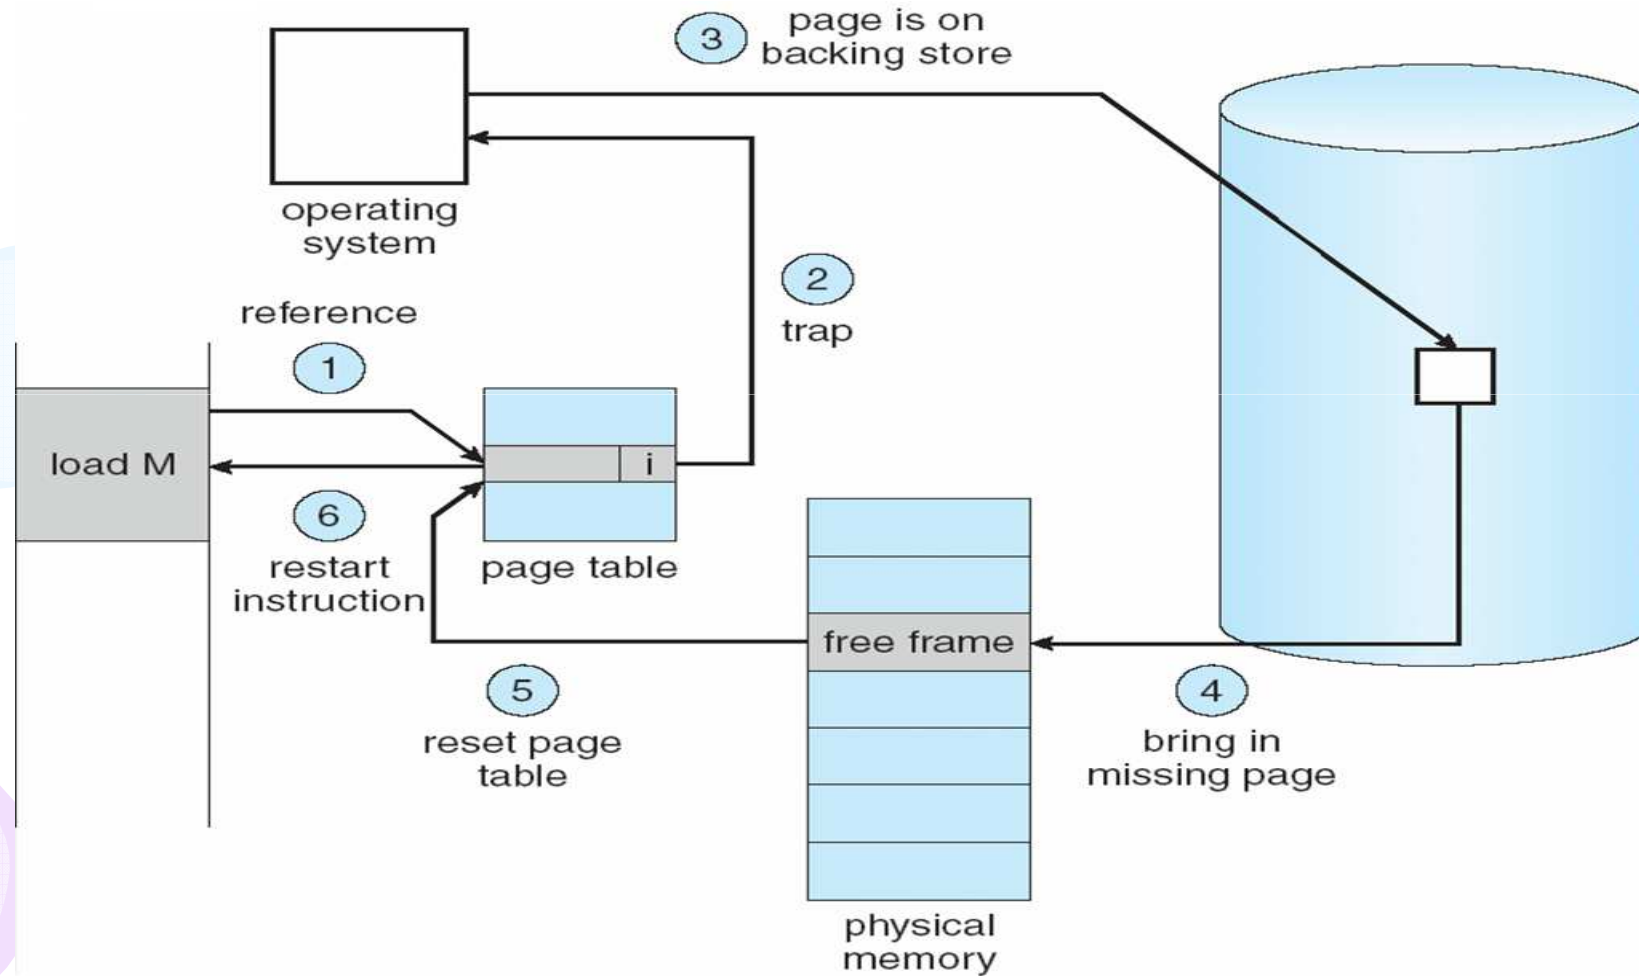 3
page is on
backing store
operating
system
2
trap
reference
1
load M
i
6
restart
instruction
page table
free frame
5
reset page
table
4
bring in
missing page
physical
memory